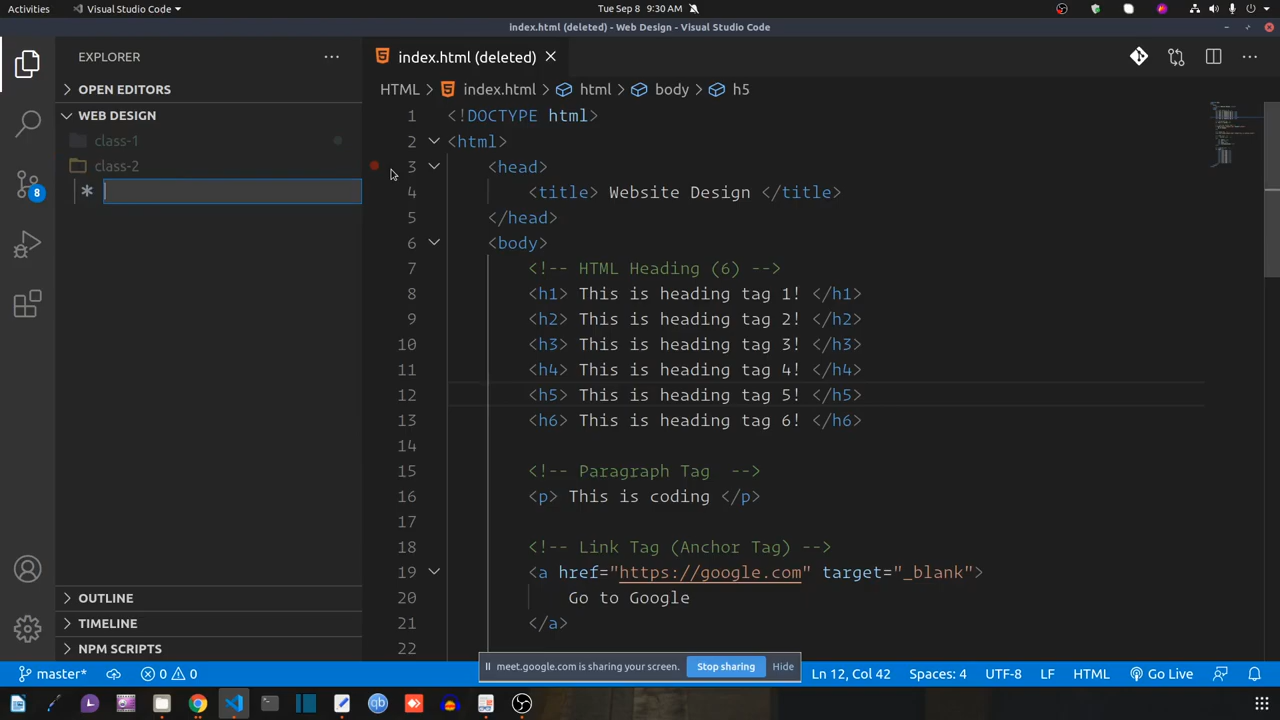 Activities
Visual Studio Code
Tue Sep 8 9:30 AM
index.html (deleted) - Web Design - Visual Studio Code
EXPLORER
index.html (deleted)
OPEN EDITORS
HTML
index.html
html
body
h5
WEB DESIGN
class-1
class-2
1 <!DOCTYPE html>
2 <html>
3 <head>
4 <title> Website Design </title>
5 </head>
6 <body>
7 <!-- HTML Heading (6) -->
8 <h1> This is heading tag 1! </h1>
9 <h2> This is heading tag 2! </h2>
10 <h3> This is heading tag 3! </h3>
11 <h4> This is heading tag 4! </h4>
12 <h5> This is heading tag 5! </h5>
13 <h6> This is heading tag 6! </h6>
14
15 <!-- Paragraph Tag  -->
16 <p> This is coding </p>
17
18 <!-- Link Tag (Anchor Tag) -->
19 <a href="https://google.com" target="_blank">
20 Go to Google
21 </a>
22
8
OUTLINE
TIMELINE
NPM SCRIPTS
meet.google.com is sharing your screen.
Stop sharing
Hide
master*
0
0
Ln 12, Col 42
Spaces: 4
UTF-8
LF
HTML
Go Live
qb